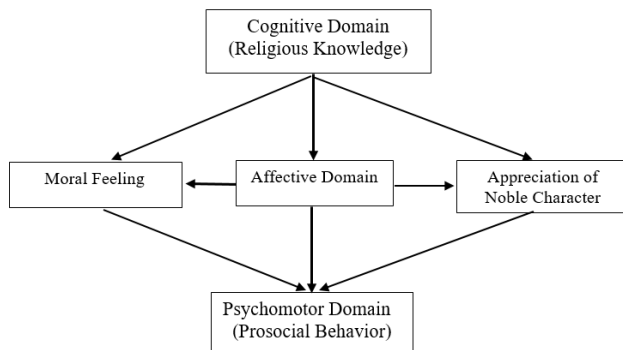 Cognitive Domain
(Religious Knowledge)
Moral Feeling
Affective Domain
Appreciation of
Noble Character
Psychomotor Domain
(Prosocial Behavior)